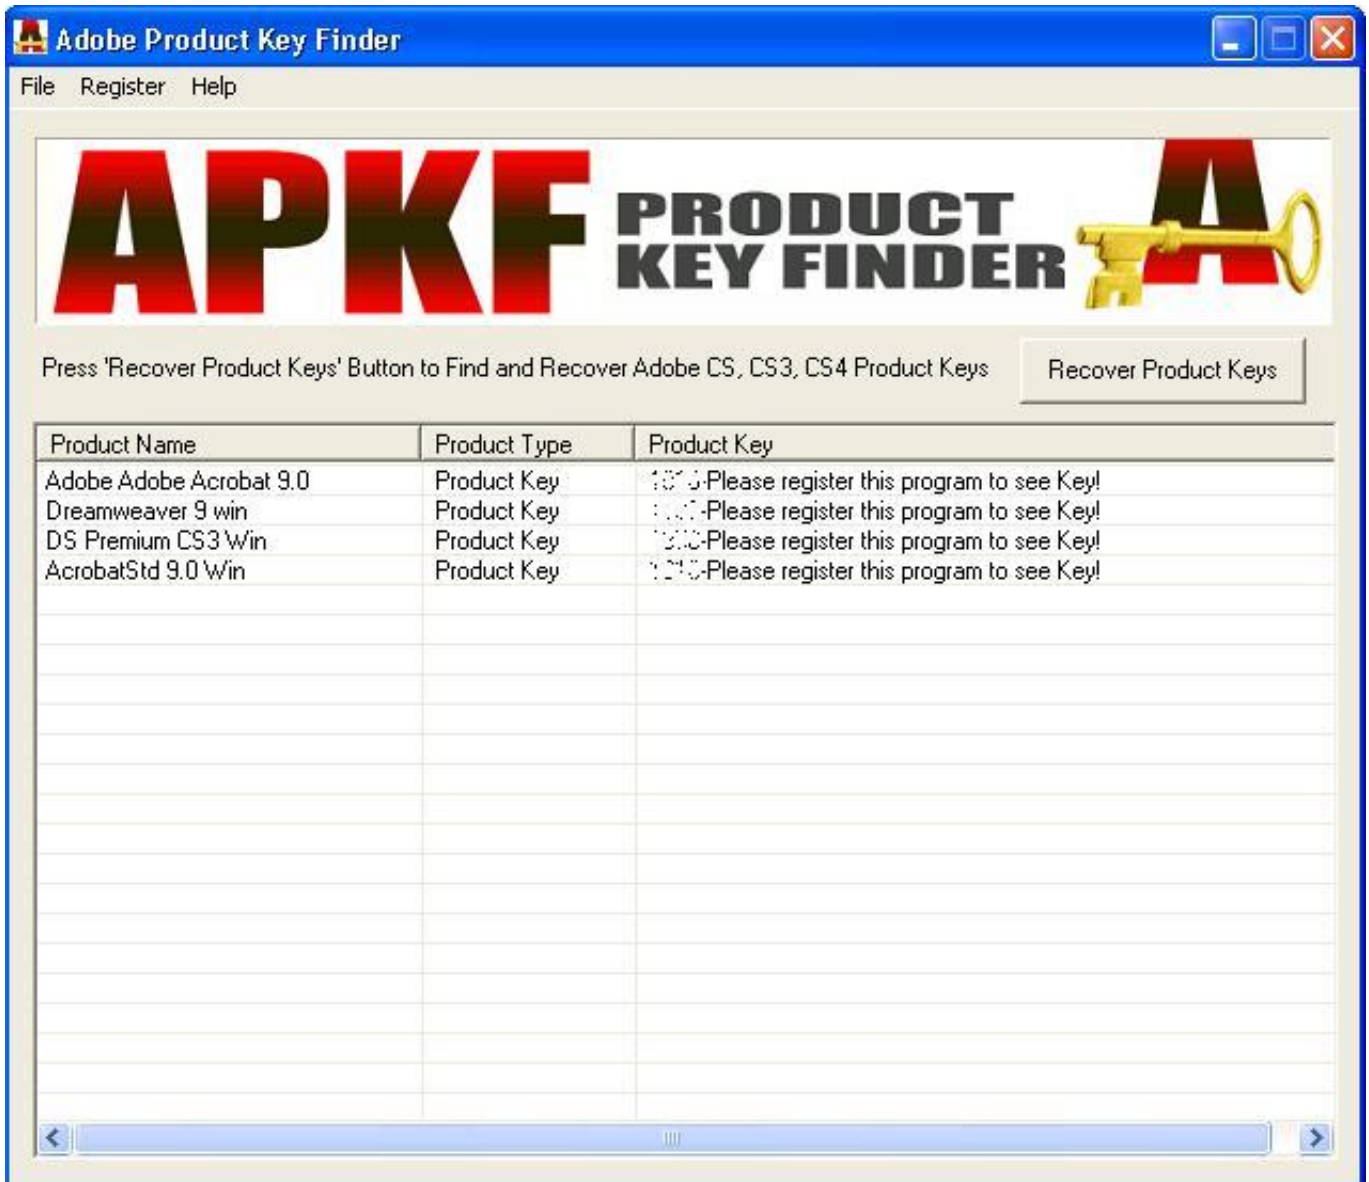 Adobe Product Key Finder
File Register Help
APKF PRODUCT KEY FINDER A
Press 'Recover Product Keys' Button to Find and Recover Adobe CS, CS3, CS4 Product Keys Recover Product Keys
Product Name Product Type Product Key
Adobe Adobe Acrobat 9.0 Product Key -Please register this program to see Key!
Dreamweaver 9 win Product Key -Please register this program to see Key!
DS Premium CS3 Win Product Key -Please register this program to see Key!
AcrobatStd 9.0 Win Product Key -Please register this program to see Key!